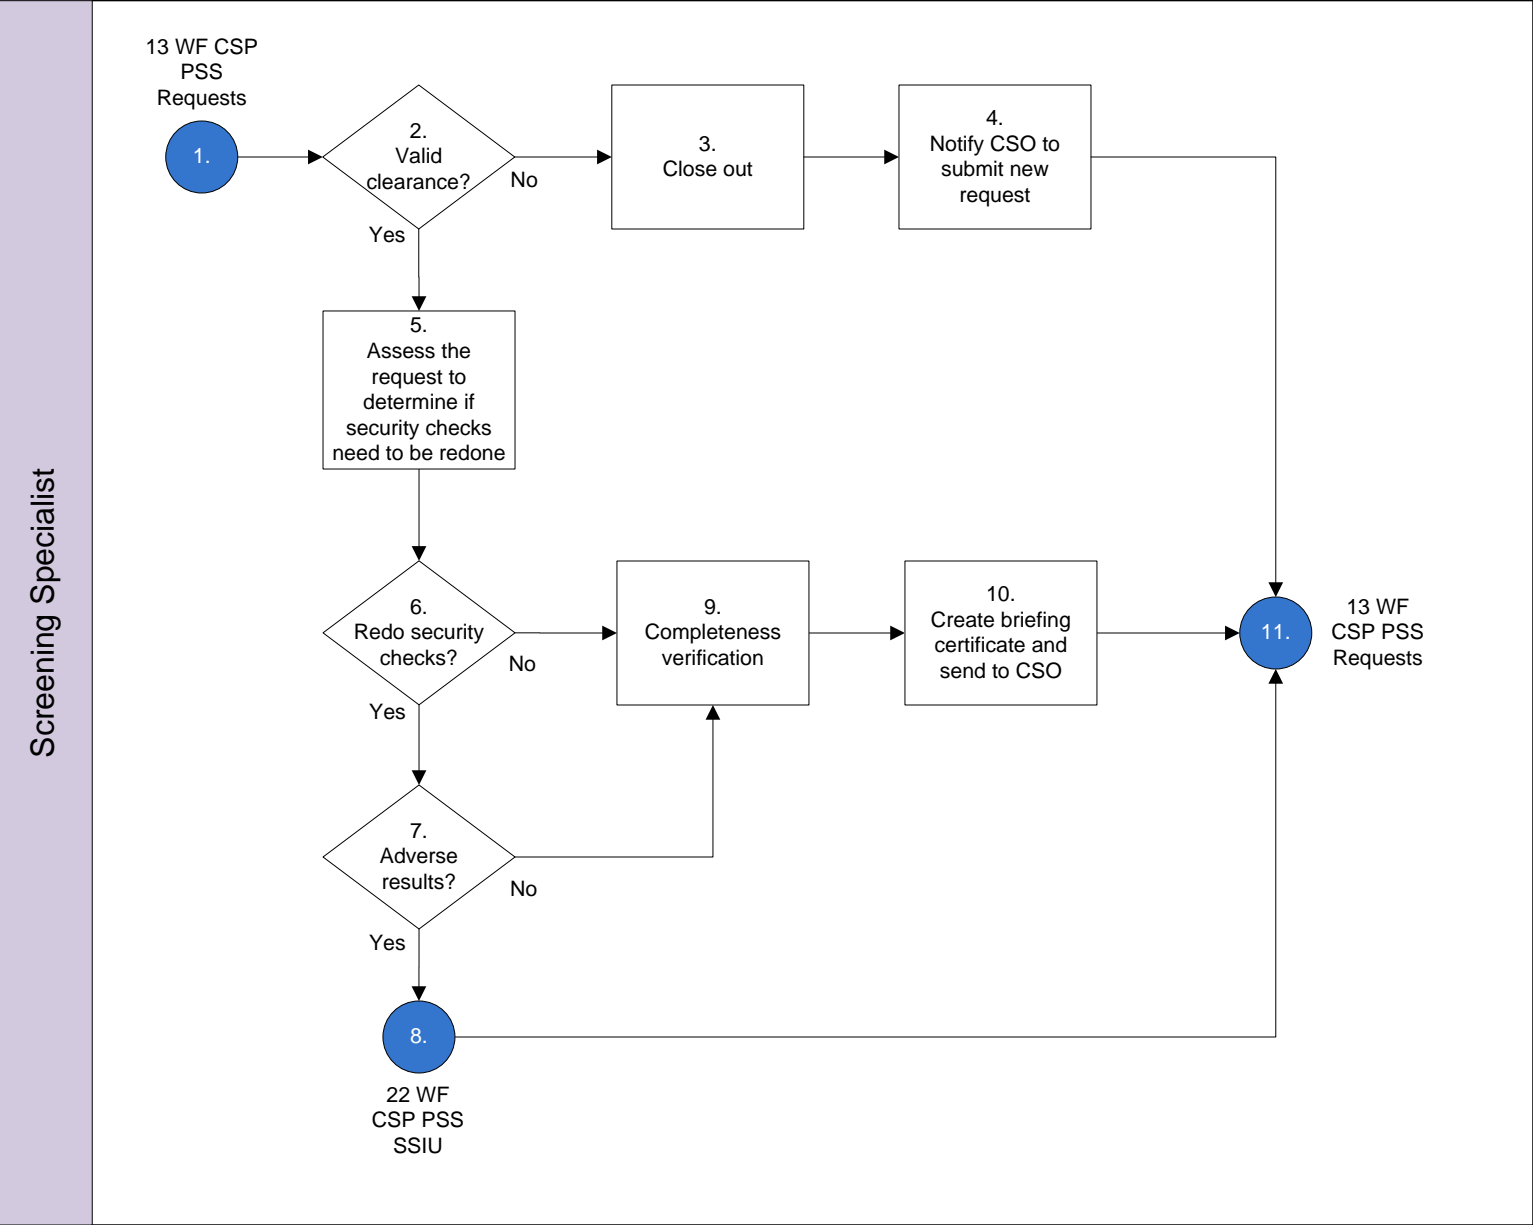 Screening Specialist
13 WF CSP
PSS
Requests
1.
2.
Valid
clearance?
No
Yes
3.
Close out
4.
Notify CSO to
submit new
request
5.
Assess the
request to
determine if
security checks
need to be redone
6.
Redo security
checks?
No
Yes
9.
Completeness
verification
10.
Create briefing
certificate and
send to CSO
11.
13 WF
CSP PSS
Requests
7.
Adverse
results?
No
Yes
8.
22 WF
CSP PSS
SSIU